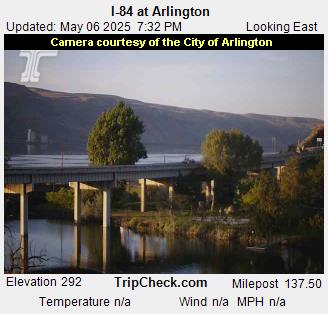 I-84 at Arlington
Updated: May 06 2025 7:32 PM Looking East
Camera courtesy of the City of Arlington
Elevation 292 TripCheck.com Milepost 137.50
Temperature n/a Wind n/a MPH n/a